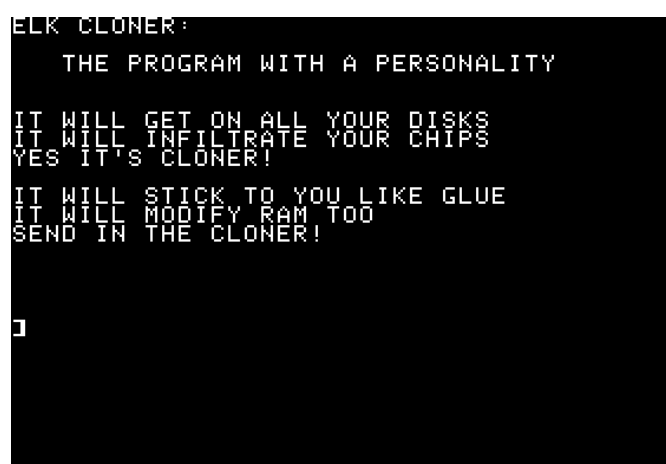 ELK CLONER:
THE PROGRAM WITH A PERSONALITY
IT WILL GET ON ALL YOUR DISKS
IT WILL INFILTRATE YOUR CHIPS
YES IT'S CLONER!
IT WILL STICK TO YOU LIKE GLUE
IT WILL MODIFY RAM TOO
SEND IN THE CLONER!
]